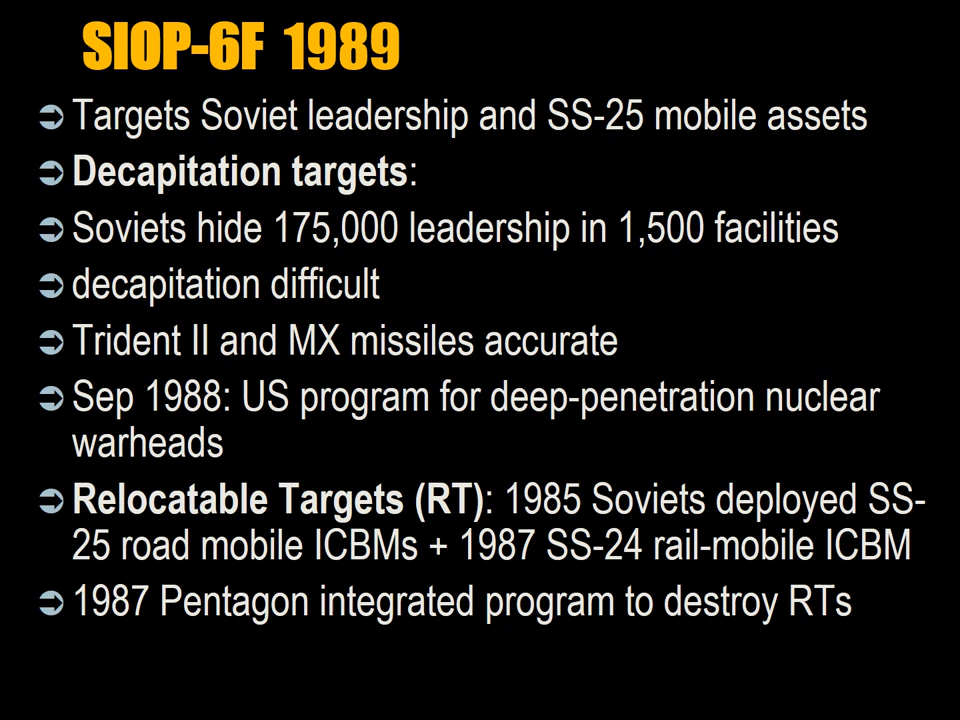 SIOP-6F 1989
Targets Soviet leadership and SS-25 mobile assets
Decapitation targets:
Soviets hide 175,000 leadership in 1,500 facilities
decapitation difficult
Trident II and MX missiles accurate
Sep 1988: US program for deep-penetration nuclear
warheads
Relocatable Targets (RT): 1985 Soviets deployed SS-
25 road mobile ICBMs + 1987 SS-24 rail-mobile ICBM
1987 Pentagon integrated program to destroy RTs